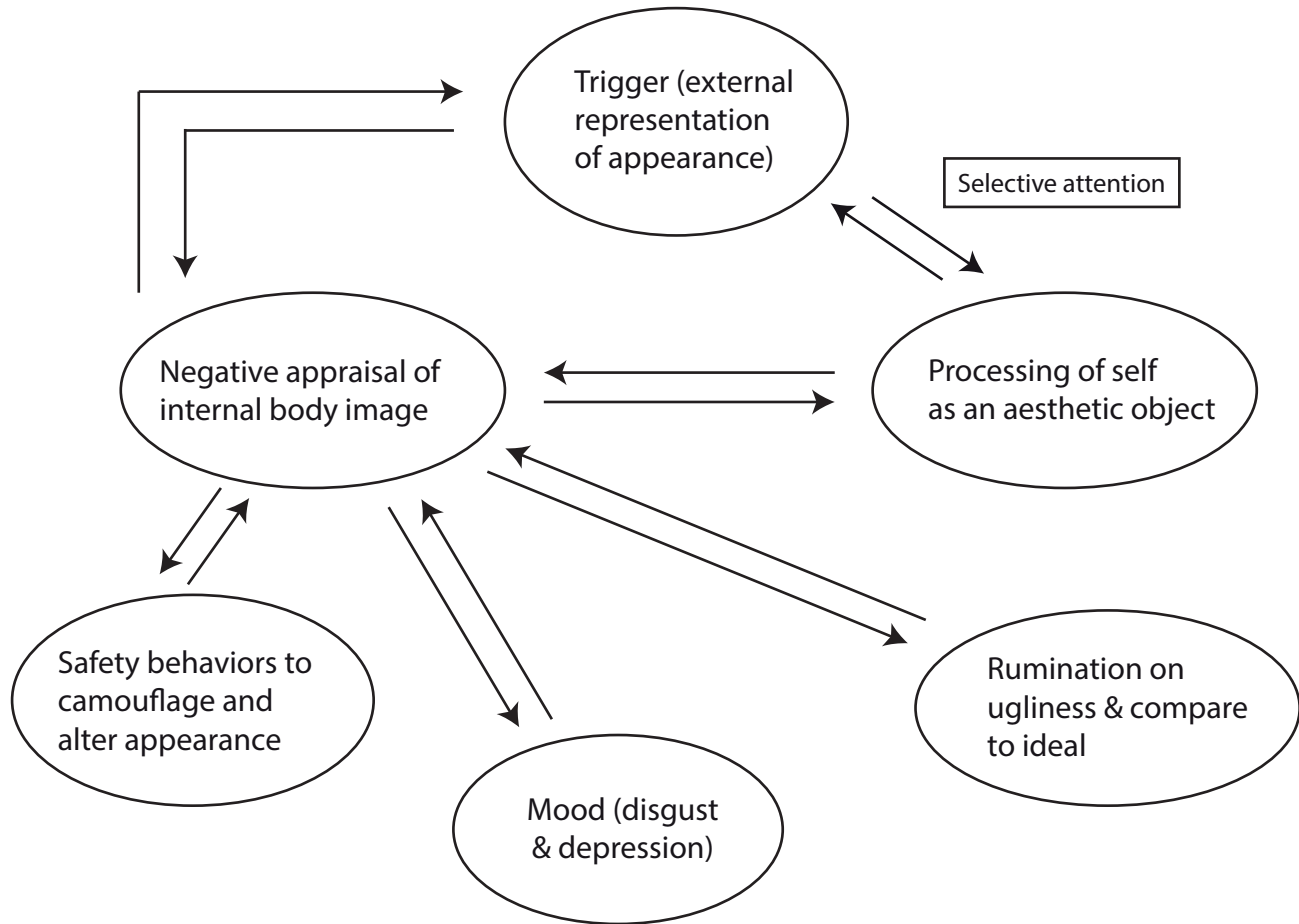 Trigger (external
representation
of appearance)
Selective attention
Negative appraisal of
internal body image
Processing of self
as an aesthetic object
Safety behaviors to
camouflage and
alter appearance
Rumination on
ugliness & compare
to ideal
Mood (disgust
& depression)